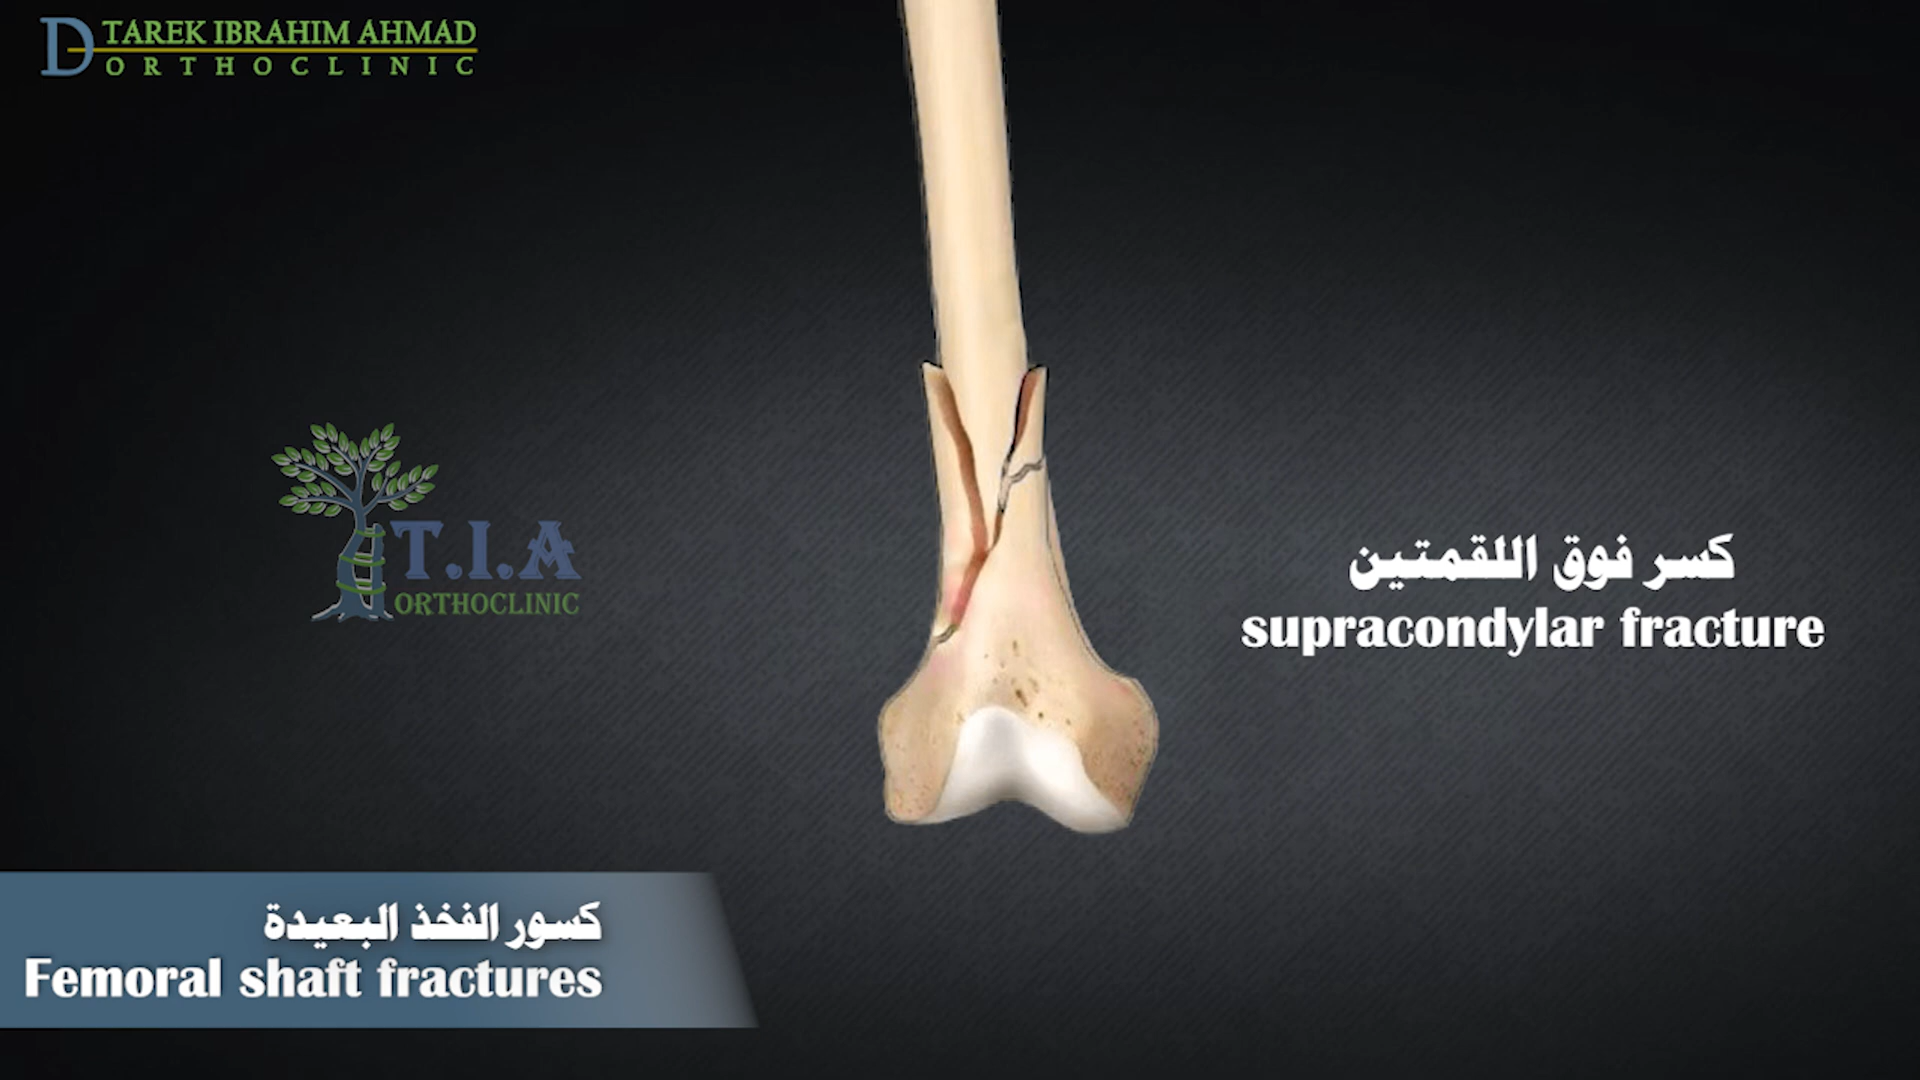 TAREK IBRAHIM AHMAD
ORTHOCLINIC
T.I.A
ORTHOCLINIC
كسر فوق اللقمتين
supracondylar fracture
كسور الفخذ البعيدة
Femoral shaft fractures